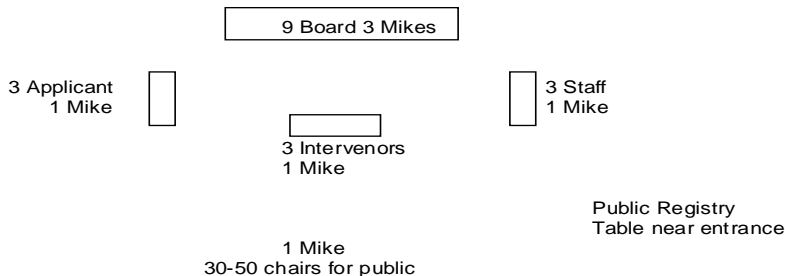 9 Board 3 Mikes
3 Applicant
1 Mike
3 Staff
1 Mike
3 Intervenors
1 Mike
Public Registry
Table near entrance
1 Mike
30-50 chairs for public